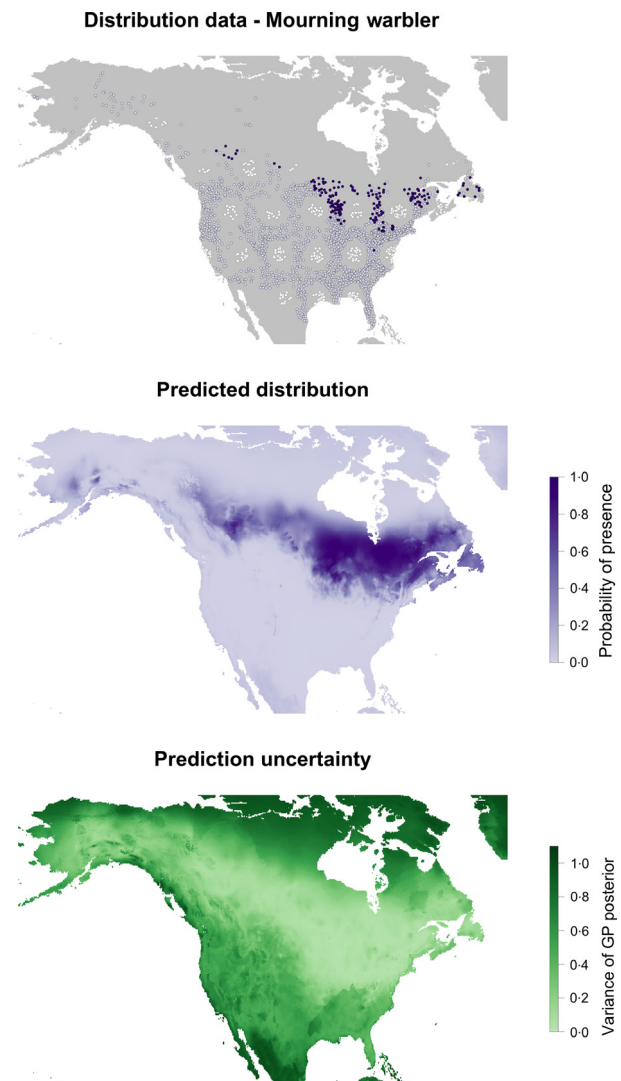 Distribution data - Mourning warbler
Predicted distribution
1·0
0·8
0·6
0·4
0·2
0·0
Probability of presence
Prediction uncertainty
1·0
0·8
0·6
0·4
0·2
0·0
Variance of GP posterior